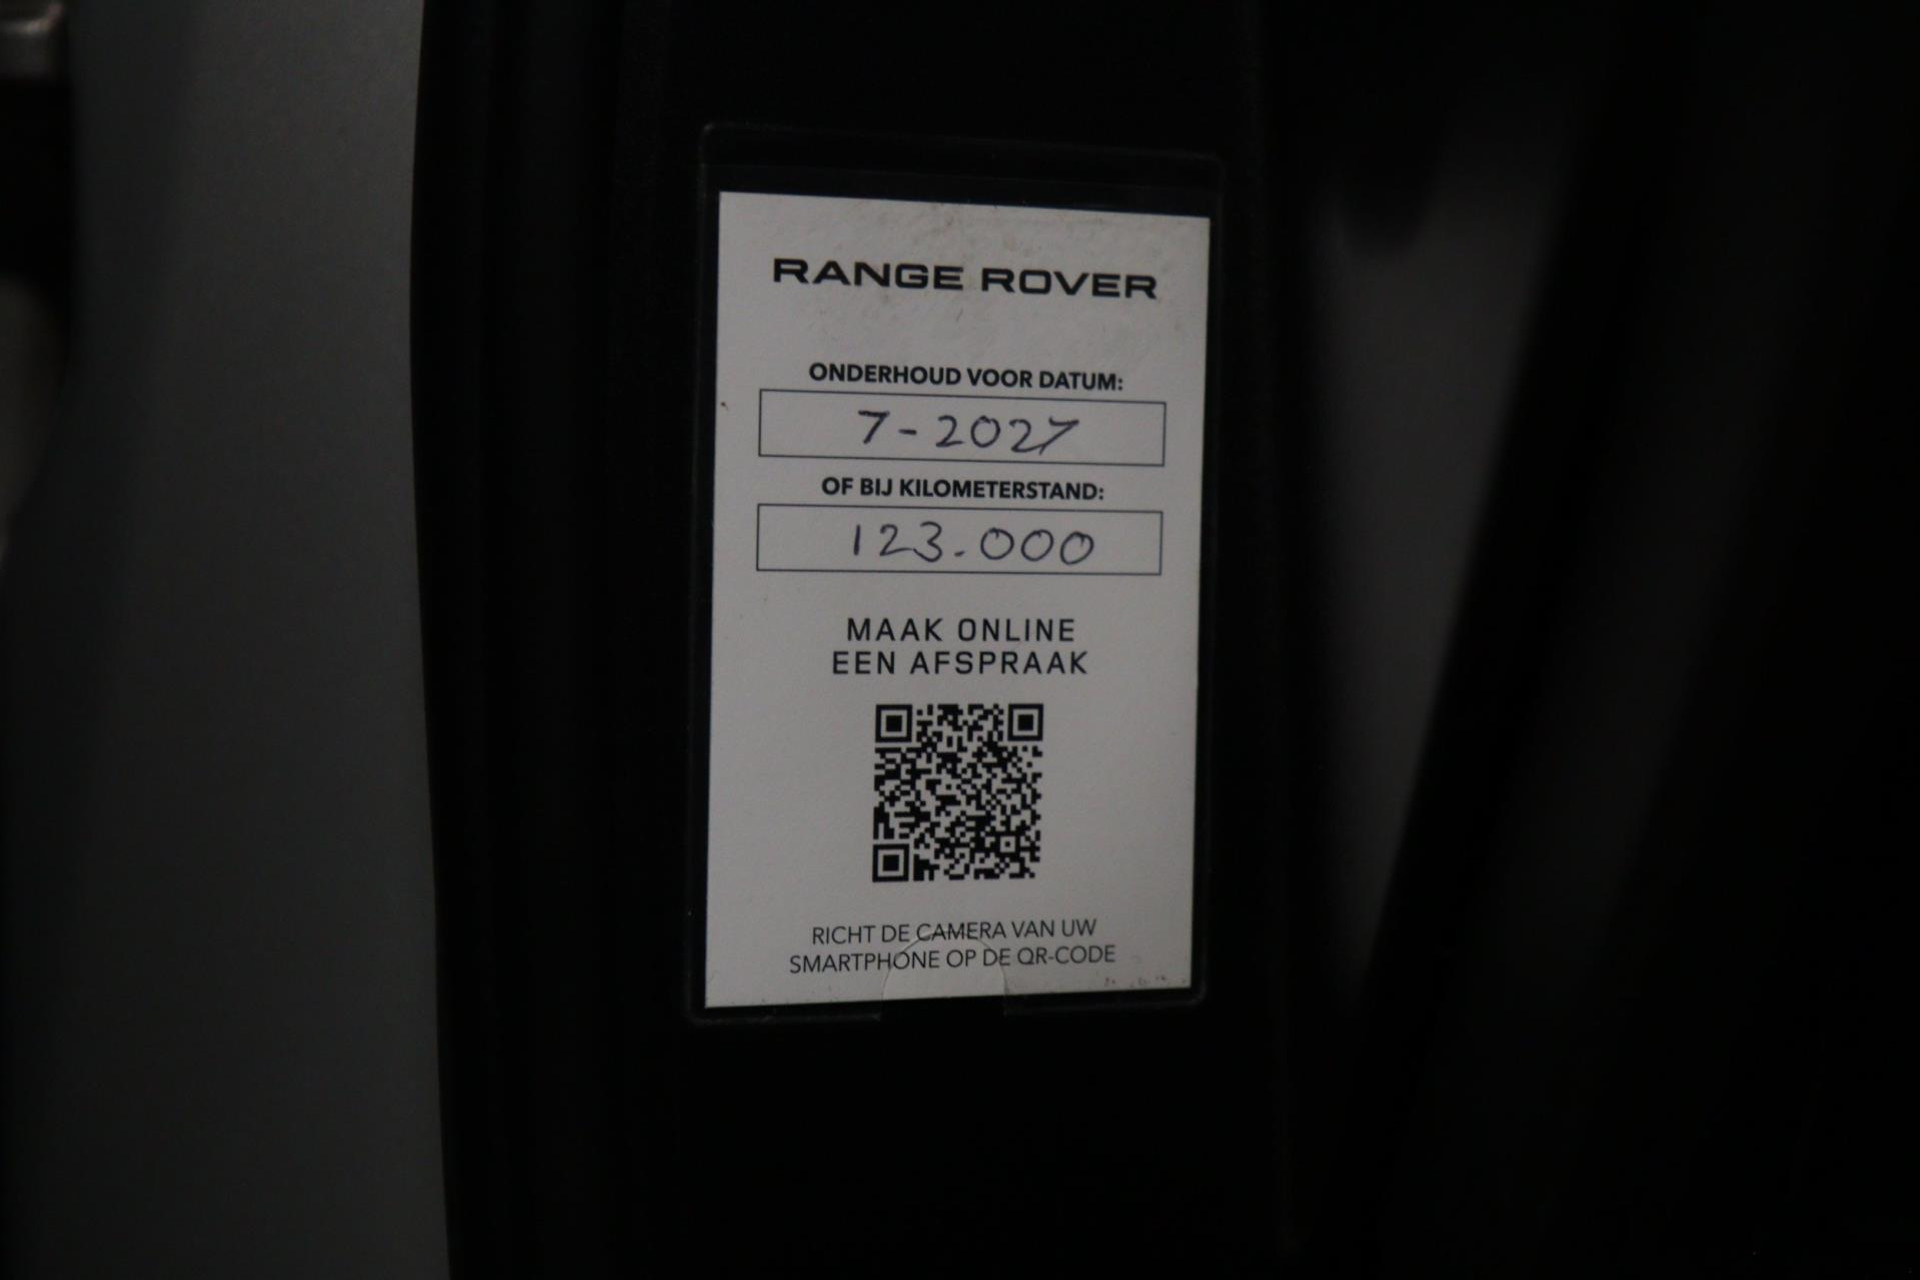 RANGE ROVER
ONDERHOUD VOOR DATUM:
7-2027
OF BIJ KILOMETERSTAND:
123.000
MAAK ONLINE
EEN AFSPRAAK
RICHT DE CAMERA VAN UW
SMARTPHONE OP DE QR-CODE